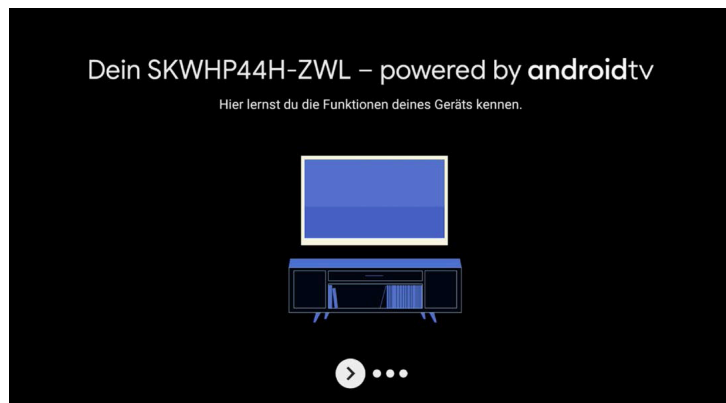 Dein SKWHP44H-ZWL – powered by androidtv
Hier lernst du die Funktionen deines Geräts kennen.